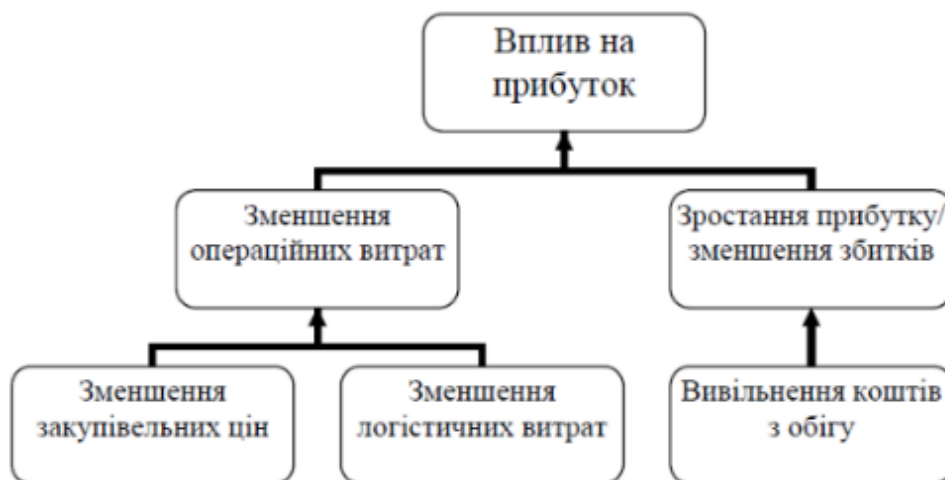 Вплив на
прибуток
Зменшення
операційних витрат
Зростання прибутку/
зменшення збитків
Зменшення
закупівельних цін
Зменшення
логістичних витрат
Вивільнення коштів
з обігу